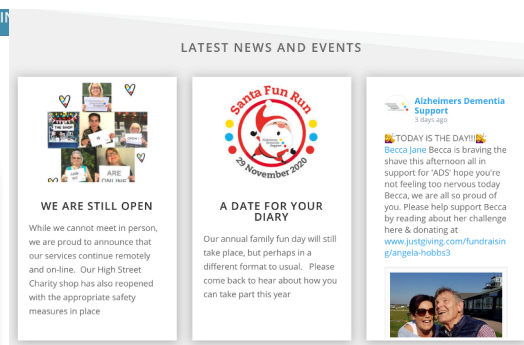 IN
LATEST NEWS AND EVENTS
THE SHOP
ARE
ONLINE
WE ARE STILL OPEN
While we cannot meet in person,
we are proud to announce that
our services continue remotely
and on-line. Our High Street
Charity shop has also reopened
with the appropriate safety
measures in place
Santa Fun Run
29 November 2020
A DATE FOR YOUR
DIARY
Our annual family fun day will still
take place, but perhaps in a
different format to usual. Please
come back to hear about how you
can take part this year
Alzheimers Dementia
Support
3 days ago
TODAY IS THE DAY!!!
Becca Jane Becca is braving the
shave this afternoon all in
support for 'ADS' hope you're
not feeling too nervous today
Becca, we are all so proud of
you. Please help support Becca
by reading about her challenge
here & donating at
www.justgiving.com/fundraisin
g/angela-hobbs3